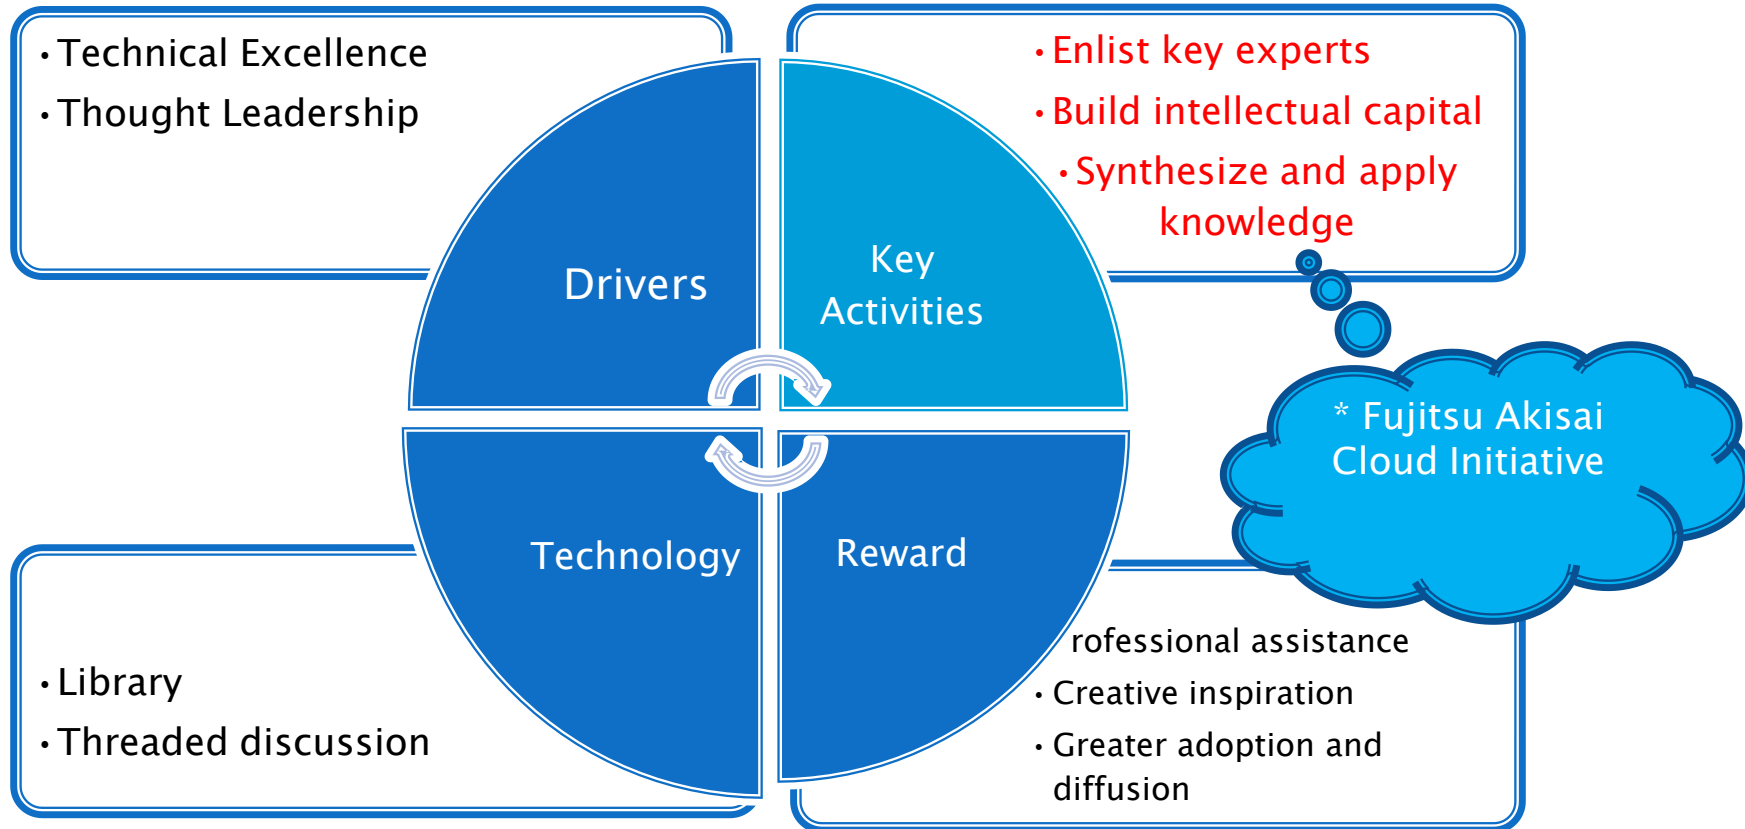 • Technical Excellence
• Thought Leadership
• Enlist key experts
• Build intellectual capital
• Synthesize and apply
knowledge
Drivers
Key
Activities
* Fujitsu Akisai
Cloud Initiative
Technology
Reward
• Library
• Threaded discussion
rofessional assistance
• Creative inspiration
• Greater adoption and
diffusion